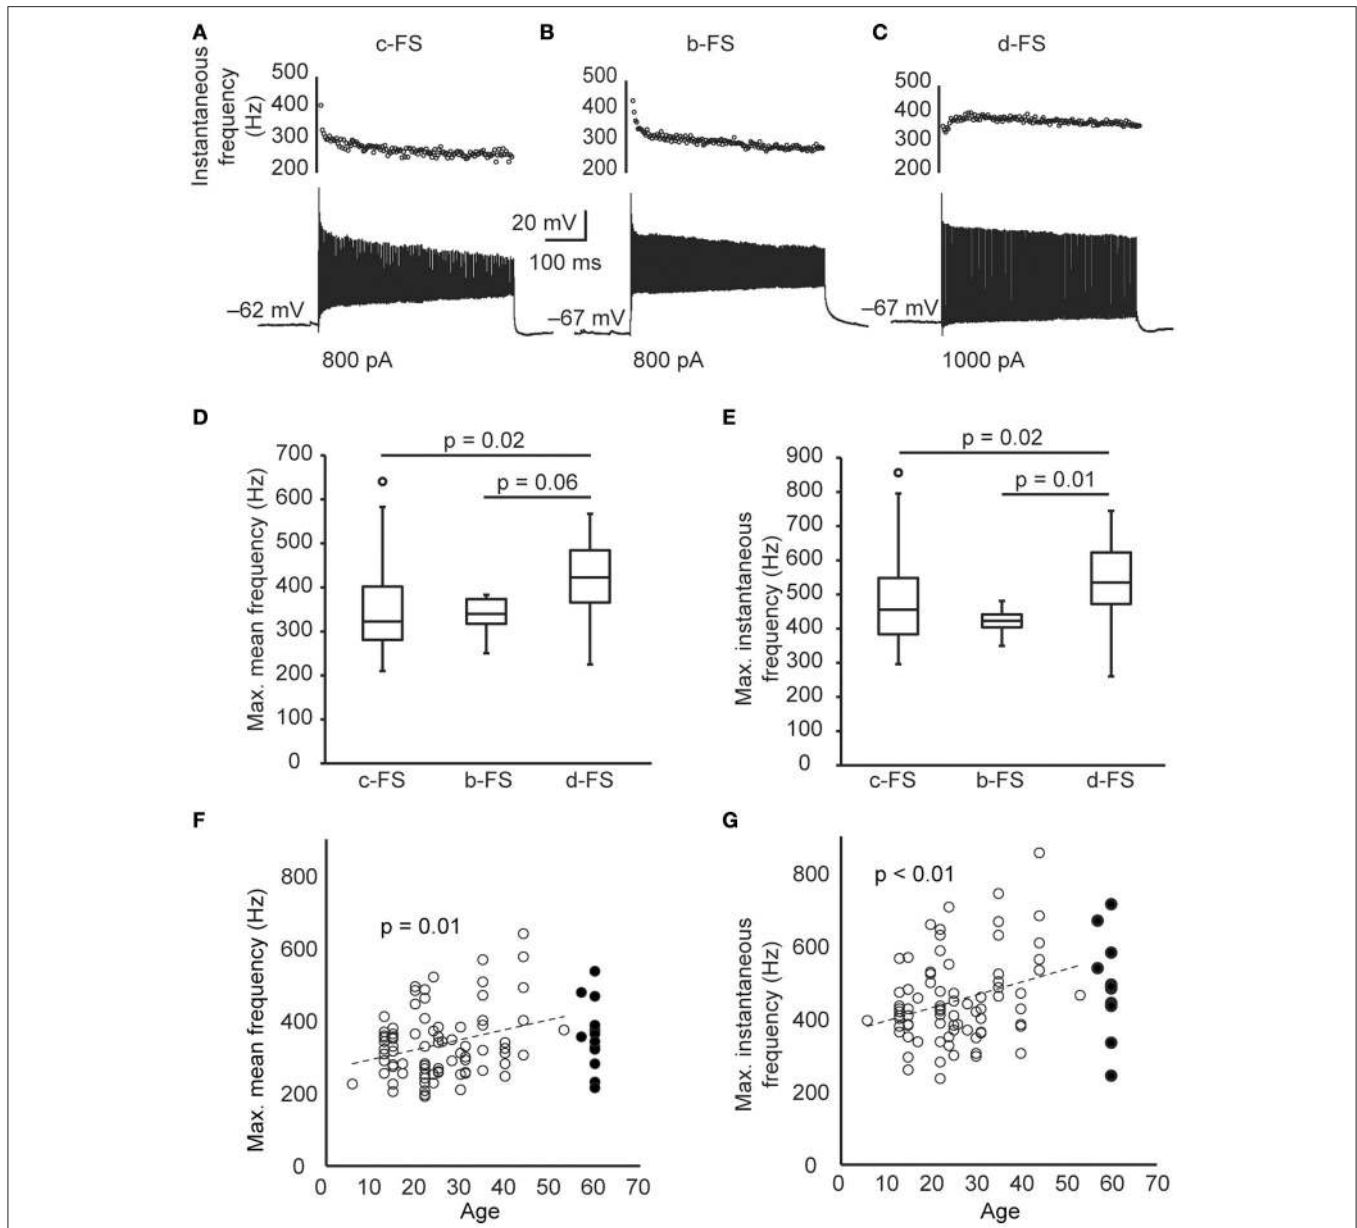 A
c-FS
B
b-FS
C
d-FS
Instantaneous
frequency
(Hz)
500
400
300
200
500
400
300
200
500
400
300
200
20 mV
100 ms
–62 mV
–67 mV
–67 mV
800 pA
800 pA
1000 pA
D
p = 0.02
p = 0.06
Max. mean frequency (Hz)
700
600
500
400
300
200
100
0
c-FS
b-FS
d-FS
E
p = 0.02
p = 0.01
Max. instantaneous
frequency (Hz)
900
800
700
600
500
400
300
200
100
0
c-FS
b-FS
d-FS
F
p = 0.01
Max. mean frequency (Hz)
800
600
400
200
0
0 10 20 30 40 50 60 70
Age
G
p < 0.01
Max. instantaneous
frequency (Hz)
800
600
400
200
0
0 10 20 30 40 50 60 70
Age